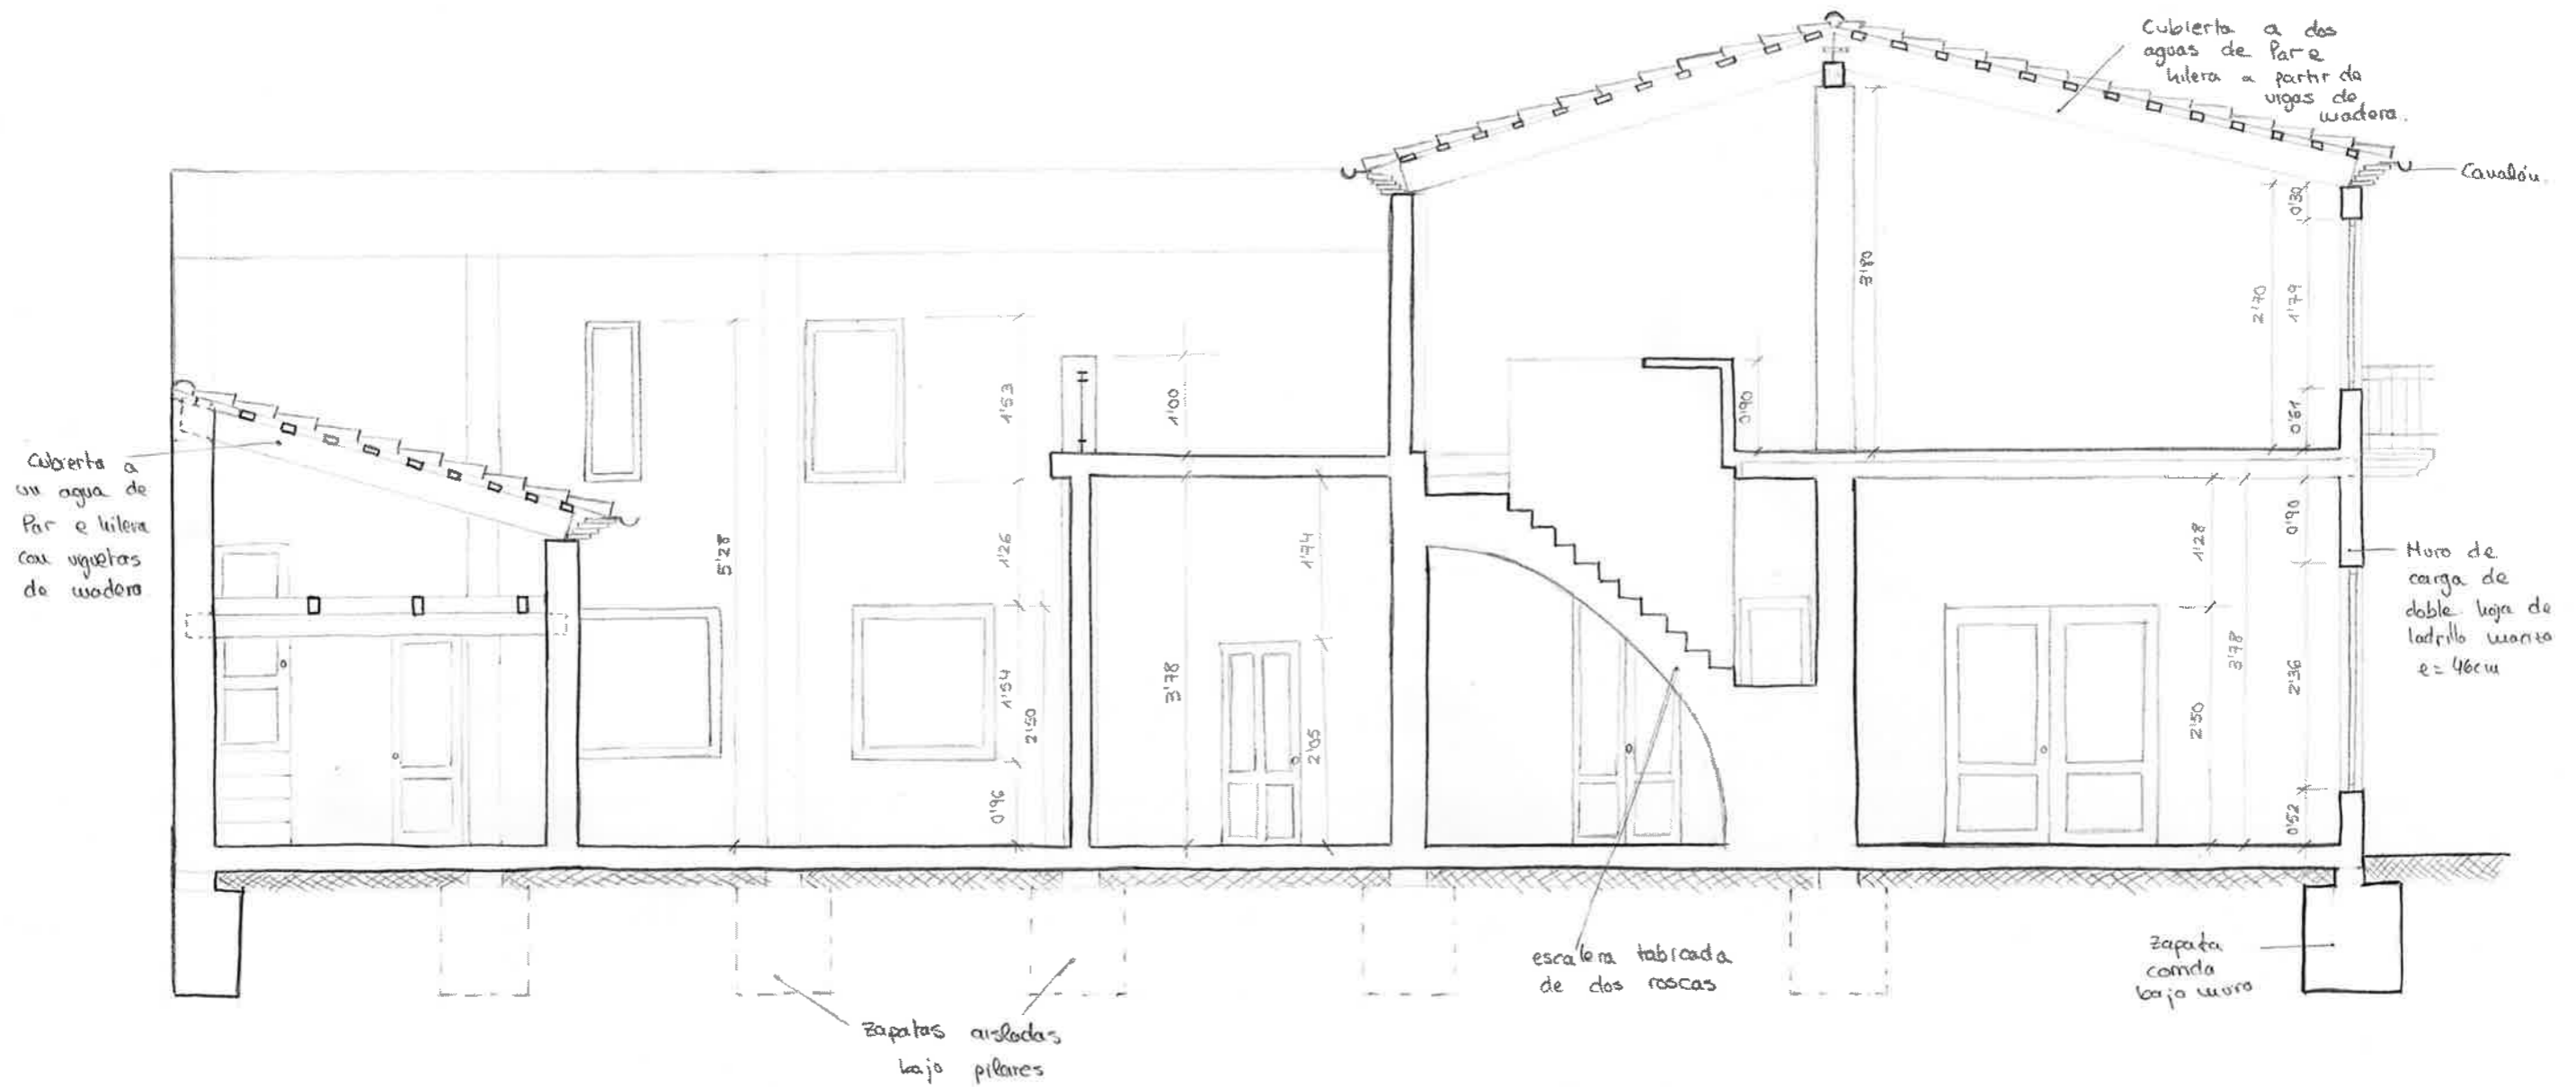 Cubierta a dos
aguas de Par e
hilera a partir de
vigas de
madera.
Canalón.
0'30
3'80
2'70
1'79
1'53
1'00
0'90
0'61
Cubierta a
un agua de
Par e hilera
con viguetas
de madera
5'28
1'26
1'74
1'28
0'90
Muro de
carga de
doble hoja de
ladrillo macizo
e= 46cm
3'78
1'54
2'50
2'05
3'78
2'36
2'50
0'96
0'52
escalera tabicada
de dos roscas
Zapata
corrida
bajo muro
Zapatas aisladas
bajo pilares